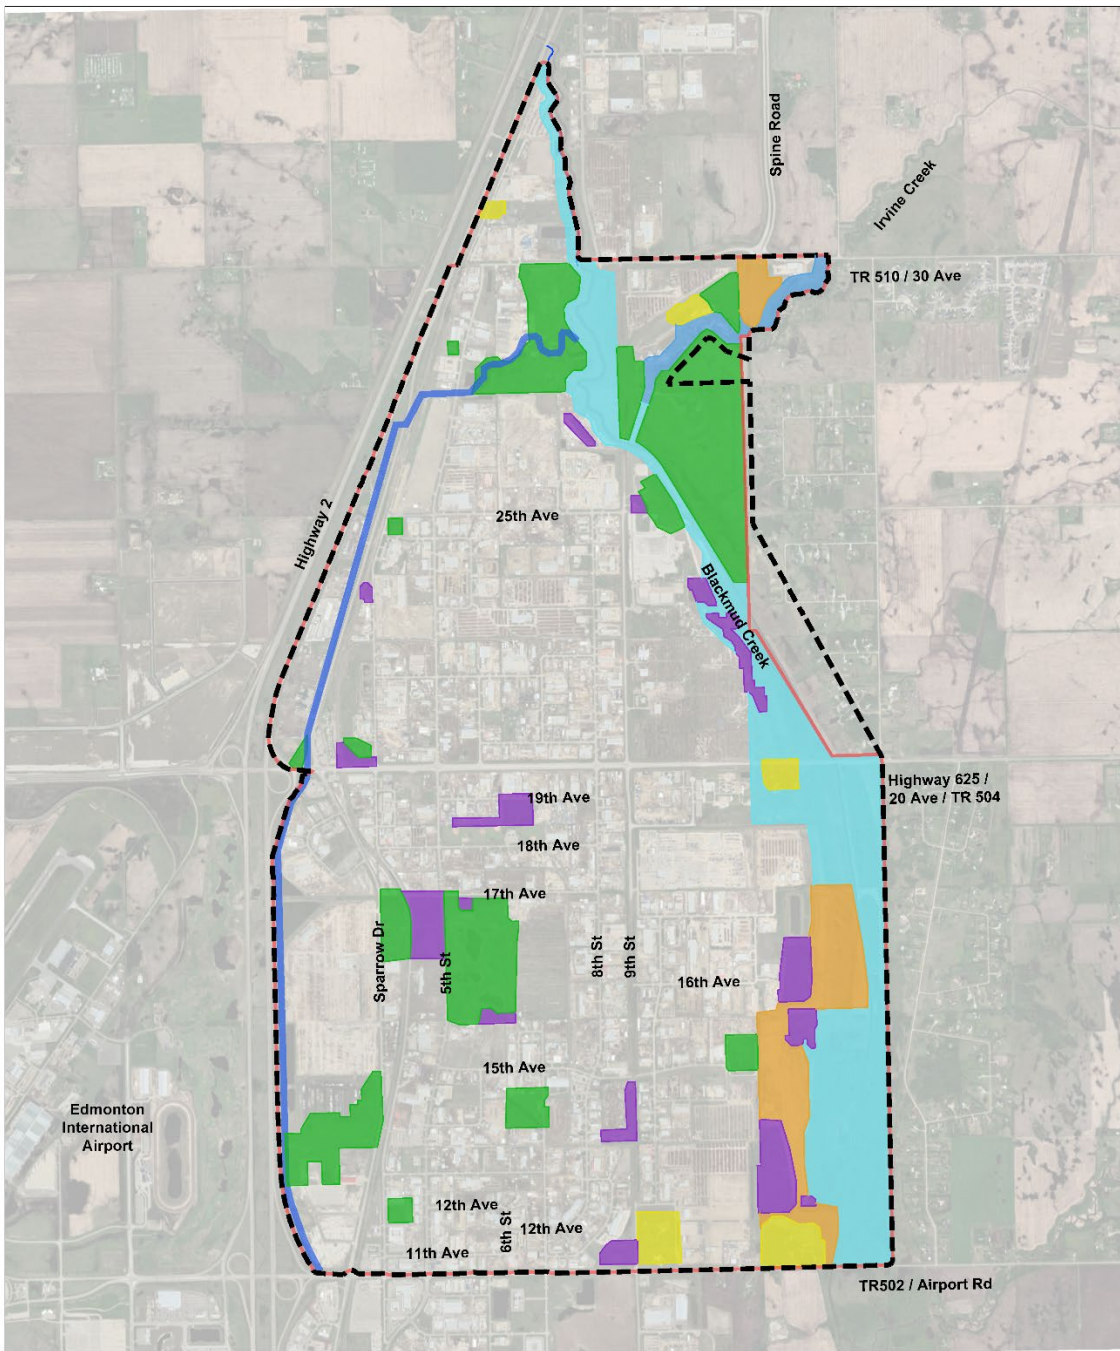 Spine Road
Irvine Creek
TR 510 / 30 Ave
Highway 2
25th Ave
Blackmud Creek
Highway 625 /
20 Ave / TR 504
19th Ave
18th Ave
17th Ave
Sparrow Dr
5th St
8th St
9th St
16th Ave
15th Ave
Edmonton
International
Airport
12th Ave
6th St
12th Ave
11th Ave
TR502 / Airport Rd